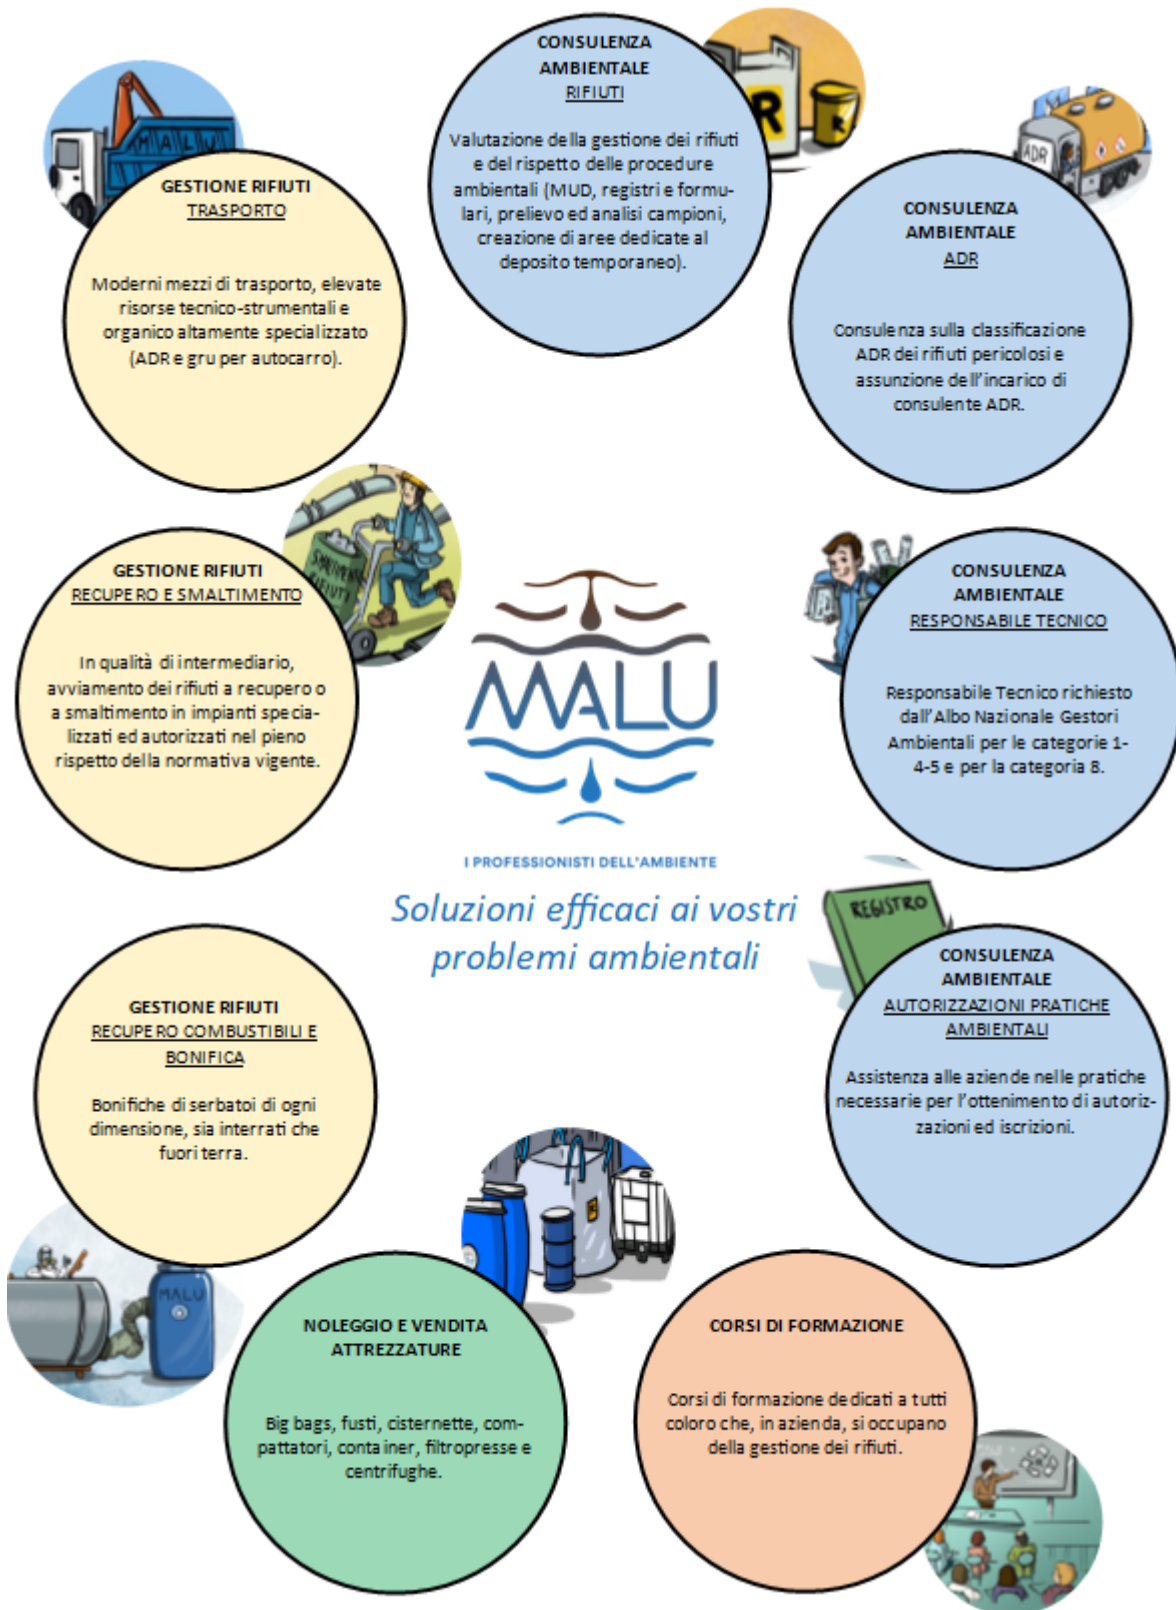 CONSULENZA
AMBIENTALE
RIFIUTI
Valutazione della gestione dei rifiuti
e del rispetto delle procedure
ambientali (MUD, registri e formu-
lari, prelievo ed analisi campioni,
creazione di aree dedicate al
deposito temporaneo).
R
R
MALU
GESTIONE RIFIUTI
TRASPORTO
Moderni mezzi di trasporto, elevate
risorse tecnico-strumentali e
organico altamente specializzato
(ADR e gru per autocarro).
ADR
CONSULENZA
AMBIENTALE
ADR
Consulenza sulla classificazione
ADR dei rifiuti pericolosi e
assunzione dell'incarico di
consulente ADR.
GESTIONE RIFIUTI
RECUPERO E SMALTIMENTO
In qualità di intermediario,
avviamento dei rifiuti a recupero o
a smaltimento in impianti specia-
lizzati ed autorizzati nel pieno
rispetto della normativa vigente.
RIFIUTI
MALU
I PROFESSIONISTI DELL'AMBIENTE
Soluzioni efficaci ai vostri
problemi ambientali
CONSULENZA
AMBIENTALE
RESPONSABILE TECNICO
Responsabile Tecnico richiesto
dall'Albo Nazionale Gestori
Ambientali per le categorie 1-
4-5 e per la categoria 8.
REGISTRO
CONSULENZA
AMBIENTALE
AUTORIZZAZIONI PRATICHE
AMBIENTALI
Assistenza alle aziende nelle pratiche
necessarie per l'ottenimento di autoriz-
zazioni ed iscrizioni.
GESTIONE RIFIUTI
RECUPERO COMBUSTIBILI E
BONIFICA
Bonifiche di serbatoi di ogni
dimensione, sia interrati che
fuori terra.
MALU
NOLEGGIO E VENDITA
ATTREZZATURE
Big bags, fusti, cisternette, com-
pattatori, container, filtropresse e
centrifughe.
CORSI DI FORMAZIONE
Corsi di formazione dedicati a tutti
coloro che, in azienda, si occupano
della gestione dei rifiuti.